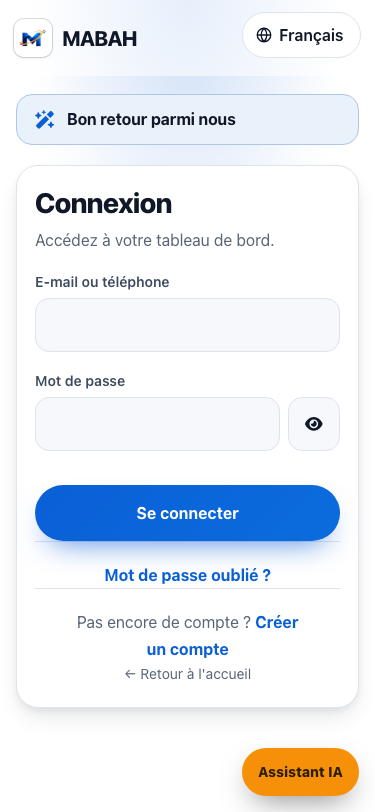 MABAH
Français
Bon retour parmi nous
Connexion
Accédez à votre tableau de bord.
E-mail ou téléphone
Mot de passe
Se connecter
Mot de passe oublié ?
Pas encore de compte ? Créer
un compte
← Retour à l'accueil
Assistant IA